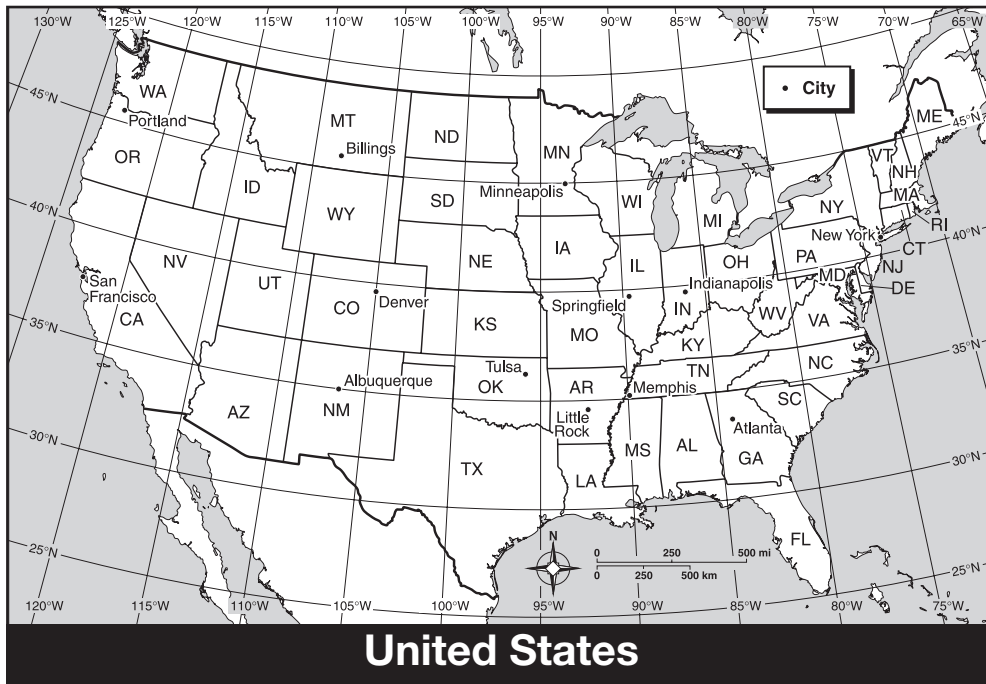 130°W 125°W 120°W 115°W 110°W 105°W 100°W 95°W 90°W 85°W 80°W 75°W 70°W 65°W
• City
45°N
40°N
35°N
30°N
25°N
WA
Portland
OR
MT
Billings
ID
WY
ND
SD
MN
Minneapolis
WI
MI
ME
VT
NH
MA
RI
CT
NY
New York
NJ
PA
DE
MD
NV
UT
San
Francisco
CA
CO
Denver
NE
IA
IL
Springfield
OH
Indianapolis
IN
WV
VA
KS
MO
KY
NC
TN
AZ
Albuquerque
NM
Tulsa
OK
AR
Little
Rock
Memphis
SC
Atlanta
GA
MS
AL
TX
LA
FL
45°N
40°N
35°N
30°N
25°N
N
0 250 500 mi
0 250 500 km
120°W 115°W 110°W 105°W 100°W 95°W 90°W 85°W 80°W 75°W
United States